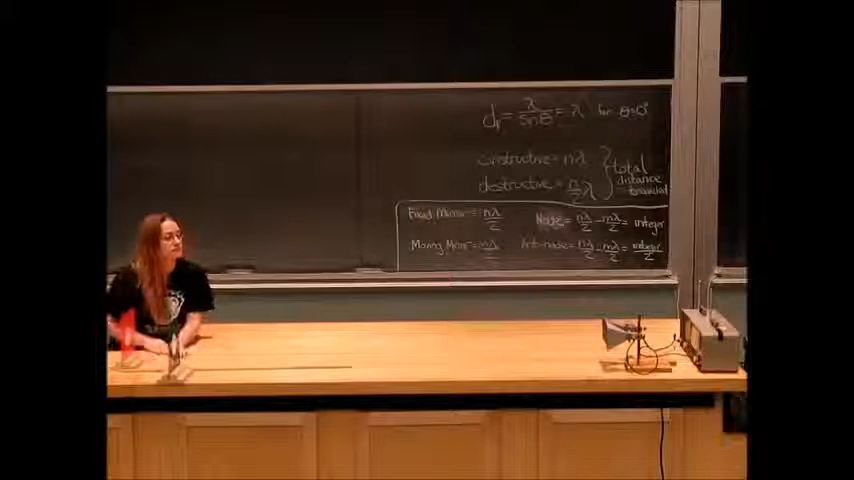 d₁ = λ/sinθ = λ for θ=90°
constructive = nλ
destructive = n/2 λ
} total distance traveled
Fixed Mirror = nλ/2
Node = nλ/2 - mλ/2 = integer
Moving Mirror = mλ/2
Anti-node = nλ/2 - mλ/2 = integer/2